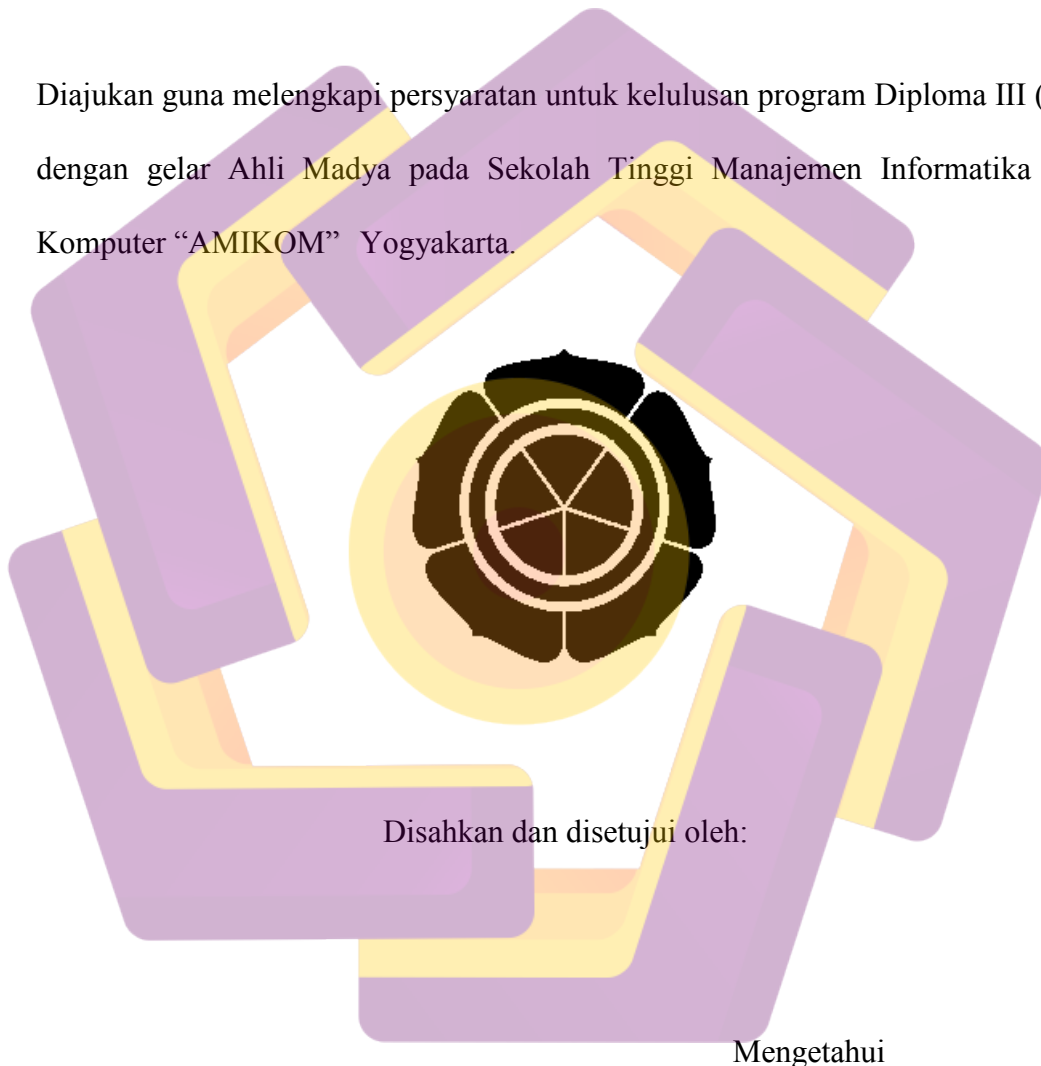 Diajukan guna melengkapi persyaratan untuk kelulusan program Diploma III (
dengan gelar Ahli Madya pada Sekolah Tinggi Manajemen Informatika
Komputer “AMIKOM” Yogyakarta.
Disahkan dan disetujui oleh:
Mengetahui